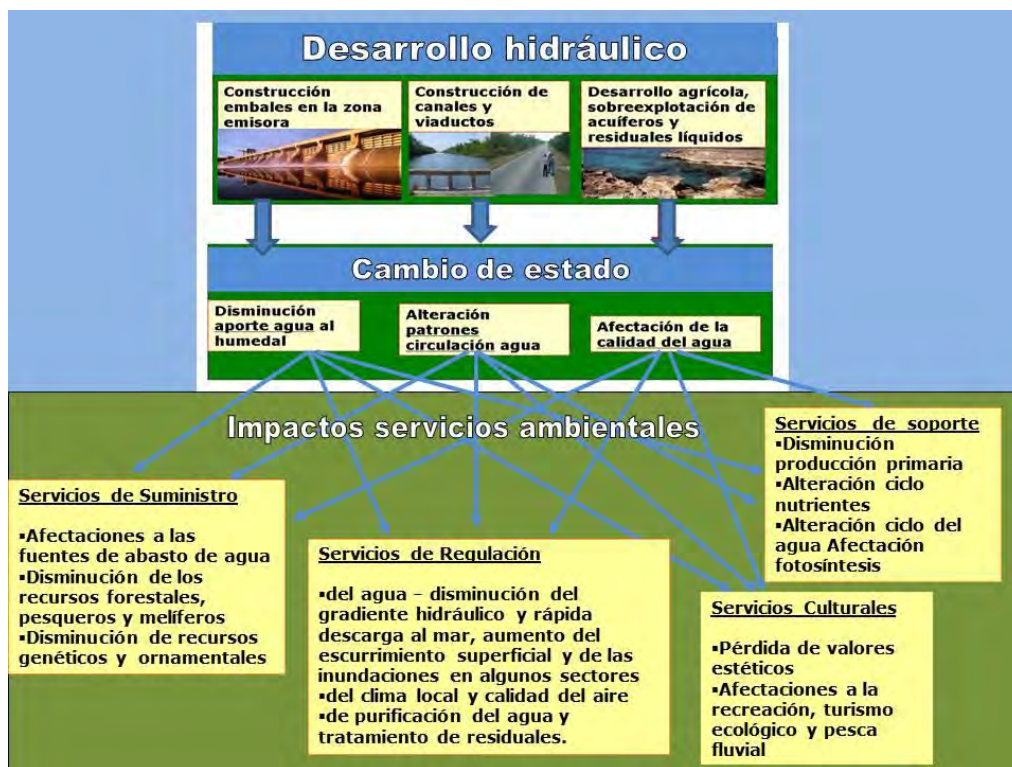 Desarrollo hidráulico
Construcción
embales en la zona
emisora
Construcción de
canales y
viaductos
Desarrollo agrícola,
sobreexplotación de
acuíferos y
residuales líquidos
Cambio de estado
Disminución
aporte agua al
humedal
Alteración
patrones
circulación agua
Afectación de la
calidad del agua
Impactos servicios ambientales
Servicios de soporte
▪Disminución
producción primaria
▪Alteración ciclo
nutrientes
▪Alteración ciclo del
agua Afectación
fotosíntesis
Servicios de Suministro
▪Afectaciones a las
fuentes de abasto de agua
▪Disminución de los
recursos forestales,
pesqueros y melíferos
▪Disminución de recursos
genéticos y ornamentales
Servicios de Regulación
▪del agua – disminución del
gradiente hidráulico y rápida
descarga al mar, aumento del
escurrimiento superficial y de las
inundaciones en algunos sectores
▪del clima local y calidad del aire
▪de purificación del agua y
tratamiento de residuales.
Servicios Culturales
▪Pérdida de valores
estéticos
▪Afectaciones a la
recreación, turismo
ecológico y pesca
fluvial